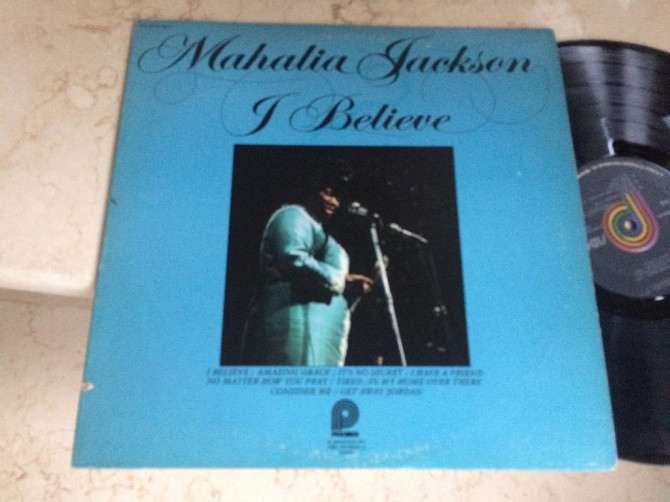 Mahalia Jackson
I Believe
I BELIEVE / AMAZING GRACE / IT'S NO SECRET / I HAVE A FRIEND
NO MATTER HOW YOU PRAY / TIRED / IN MY HOME OVER THERE
CONSIDER ME / GET AWAY JORDAN
PICKWICK